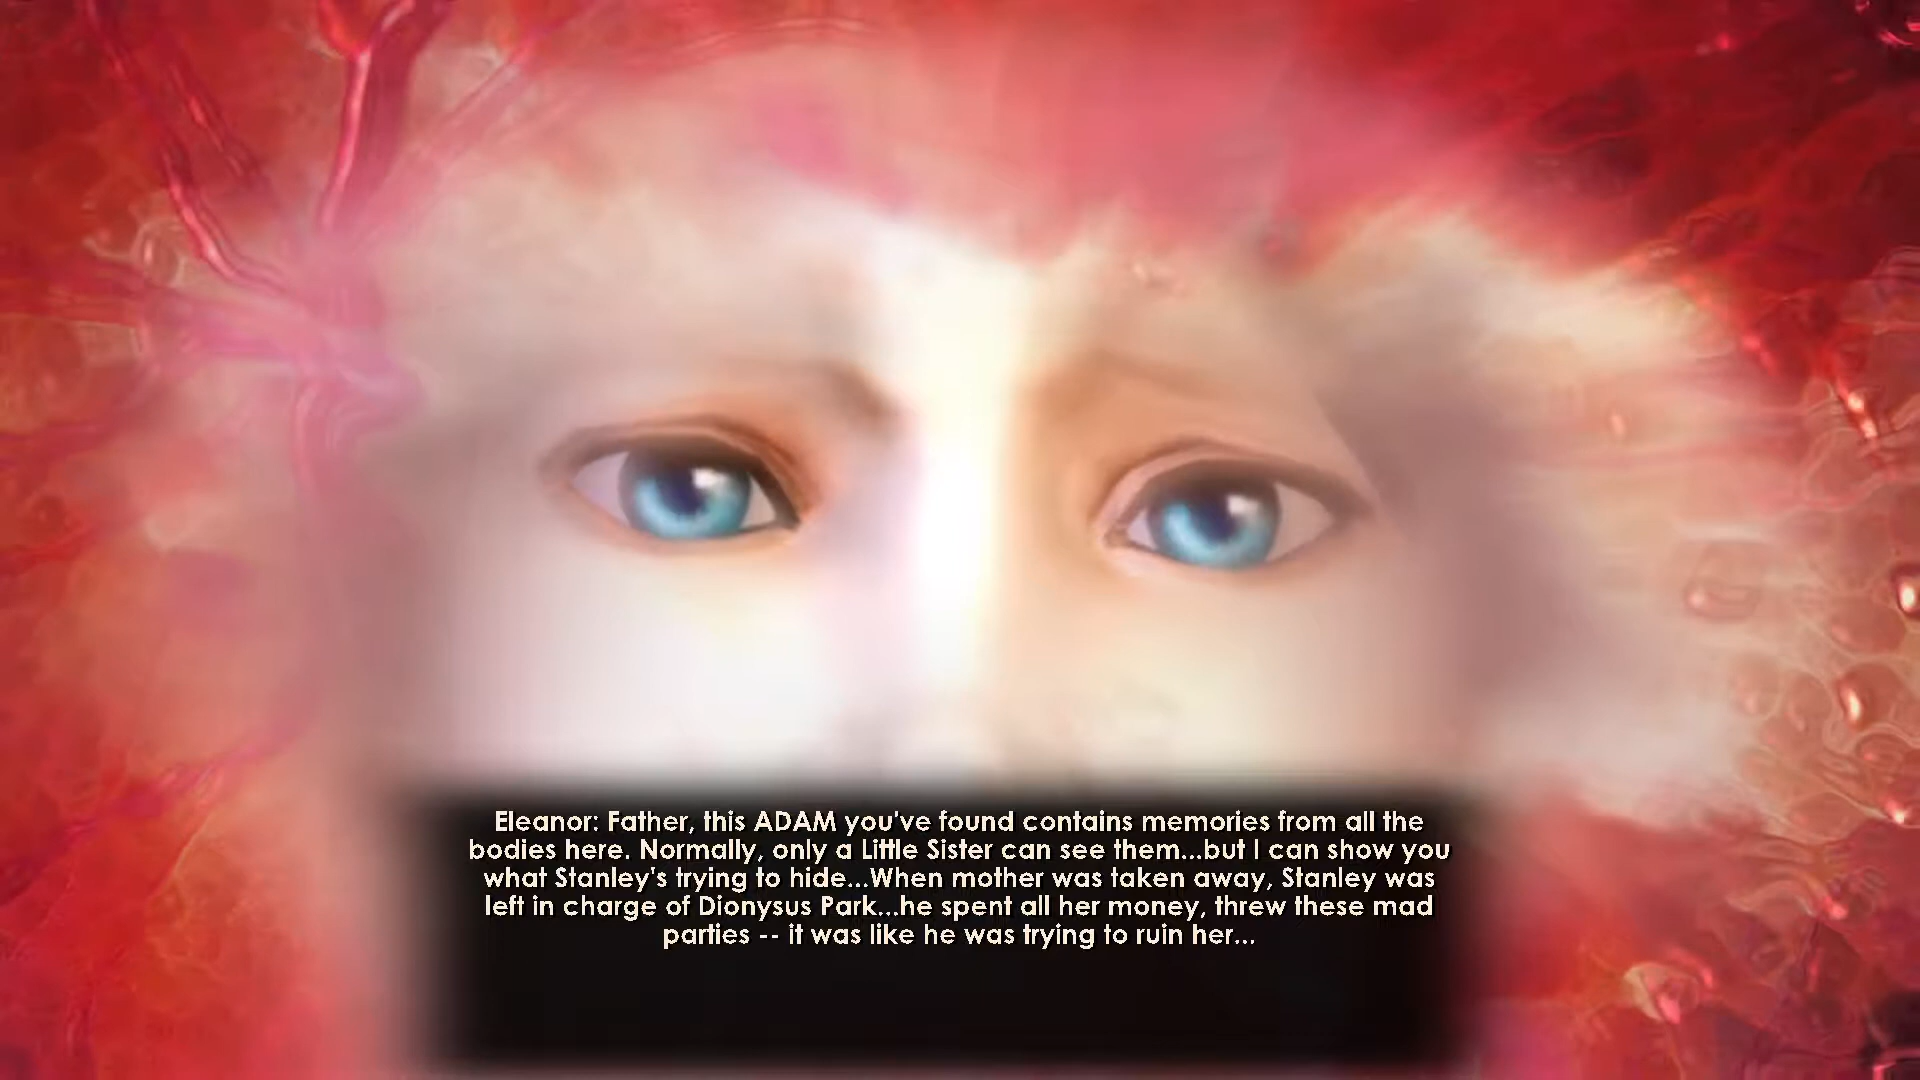 Eleanor: Father, this ADAM you've found contains memories from all the
bodies here. Normally, only a Little Sister can see them...but I can show you
what Stanley's trying to hide...When mother was taken away, Stanley was
left in charge of Dionysus Park...he spent all her money, threw these mad
parties -- it was like he was trying to ruin her...